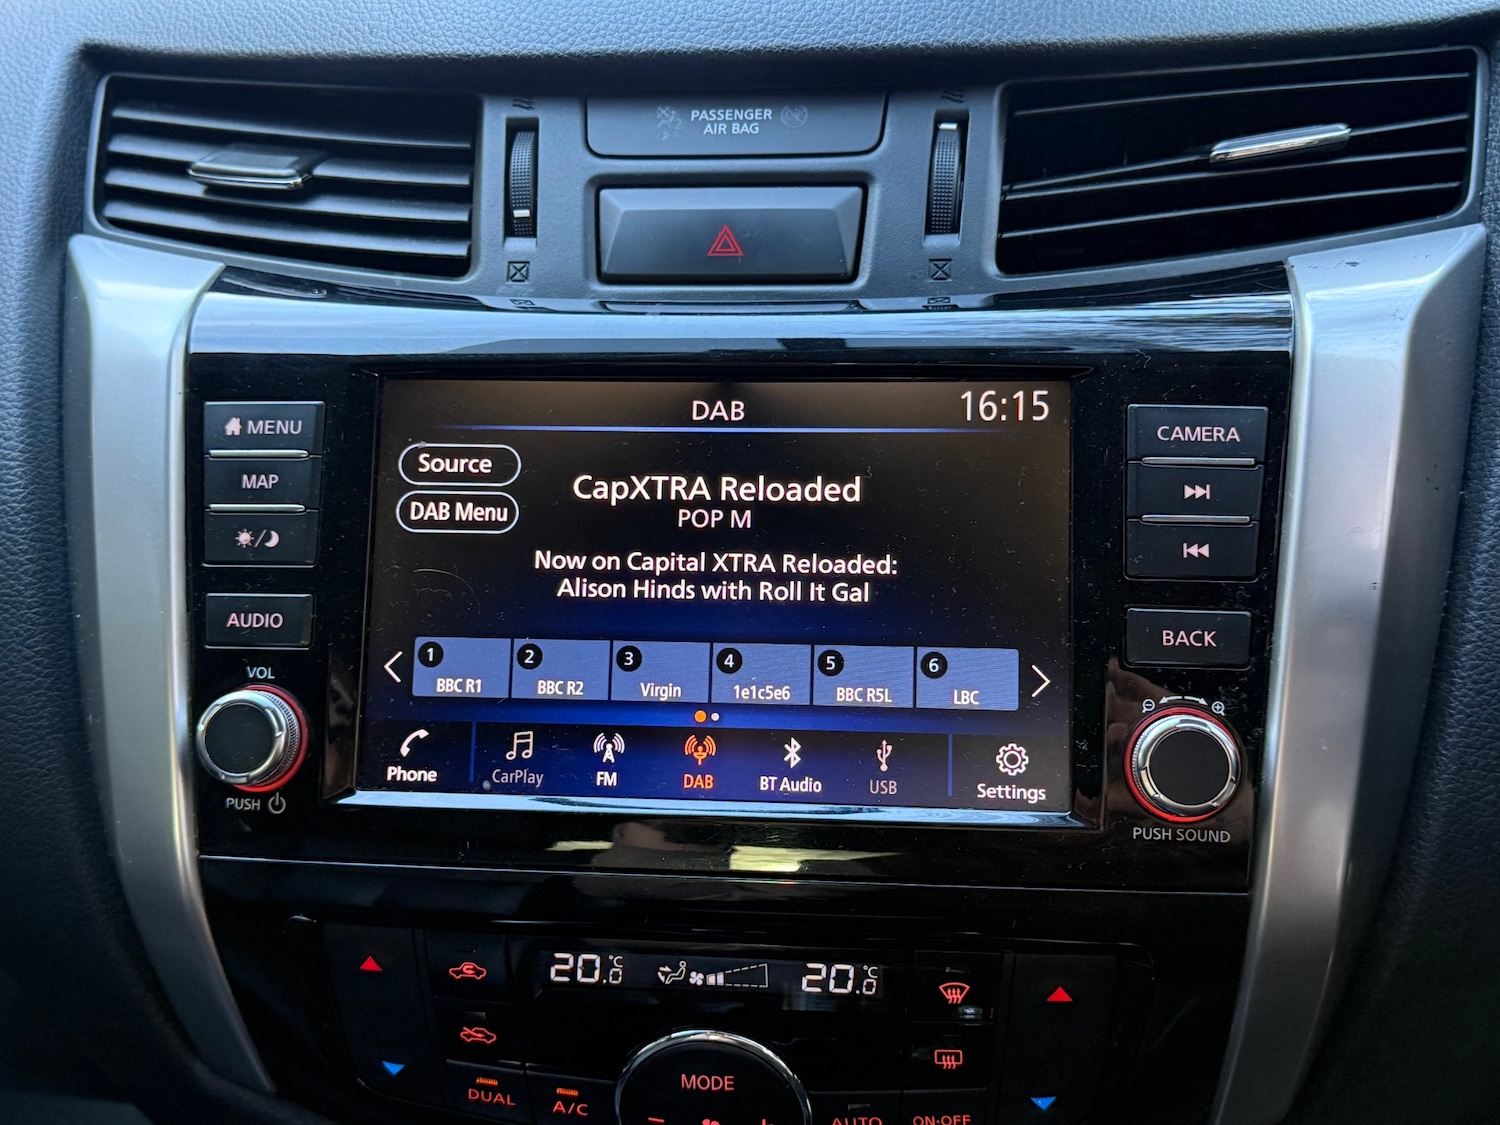 PASSENGER
AIR BAG
MENU
MAP
AUDIO
VOL
PUSH
DAB
16:15
Source
DAB Menu
CapXTRA Reloaded
POP M
Now on Capital XTRA Reloaded:
Alison Hinds with Roll It Gal
1 BBC R1
2 BBC R2
3 Virgin
4 1e1c5e6
5 BBC R5L
6 LBC
Phone
CarPlay
FM
DAB
BT Audio
USB
Settings
CAMERA
BACK
PUSH SOUND
20.0°C
20.0°C
DUAL
A/C
MODE
AUTO
ON·OFF